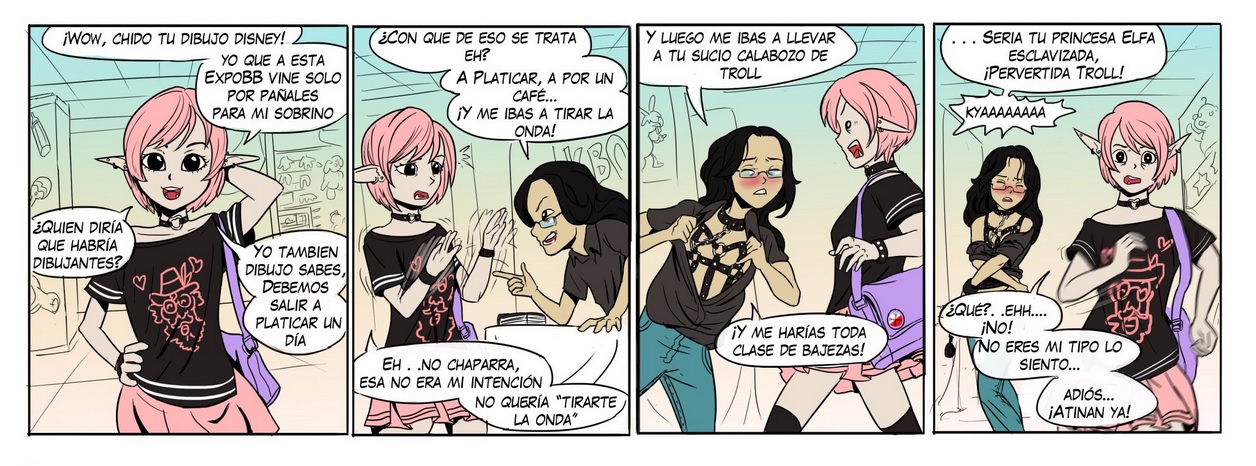 ¡Wow, chido tu dibujo Disney!
yo que a esta
ExpoBB vine solo
por pañales
para mi sobrino
¿Quien diría
que habría
dibujantes?
Yo tambien
dibujo sabes,
Debemos
salir a
platicar un
día
¿Con que de eso se trata
eh?
A Platicar, a por un
café...
¡Y me ibas a tirar la
onda!
Eh . .no chaparra,
esa no era mi intención
No quería "tirarte
la onda"
Y luego me ibas a llevar
a tu sucio calabozo de
troll
¡Y me harías toda
clase de bajezas!
. . . Seria tu princesa Elfa
esclavizada,
¡Pervertida Troll!
kyaaaaaaaa
¿Qué?. .ehh....
¡No!
No eres mi tipo lo
siento...
adiós...
¡Atinan ya!